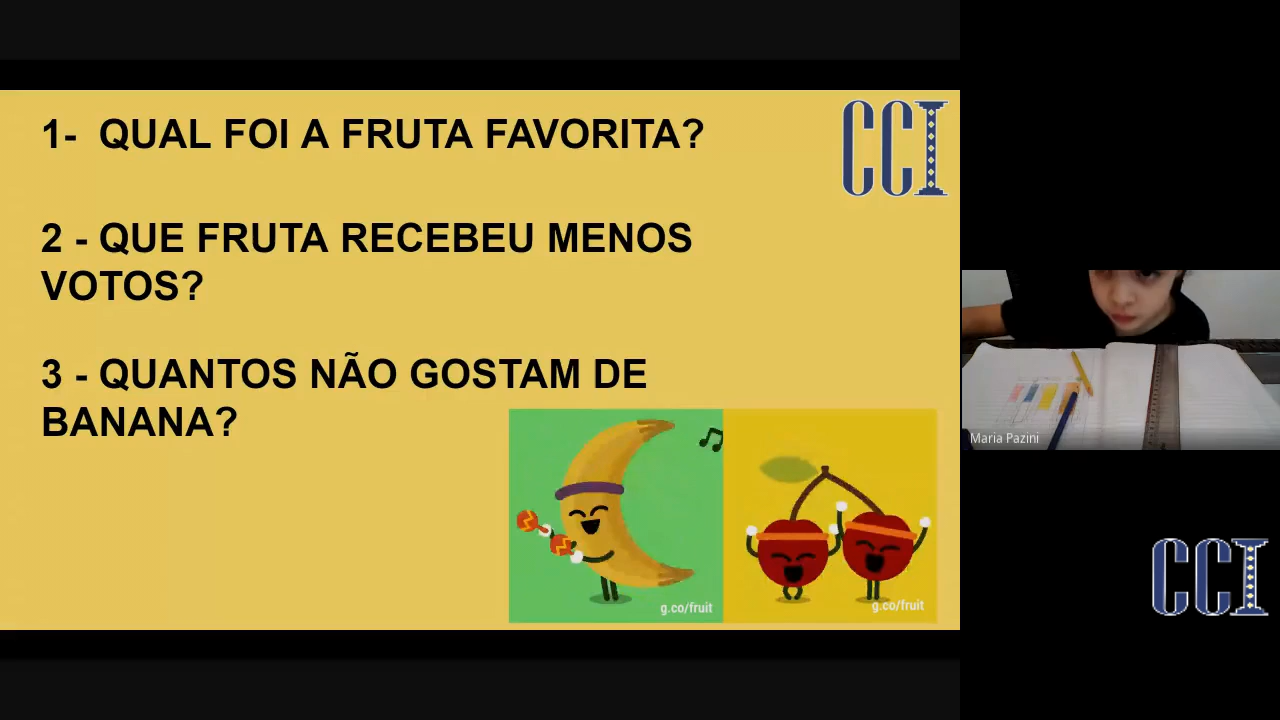 1- QUAL FOI A FRUTA FAVORITA?
CCI
2 - QUE FRUTA RECEBEU MENOS
VOTOS?
3 - QUANTOS NÃO GOSTAM DE
BANANA?
g.co/fruit
g.co/fruit
Maria Pazini
CCI